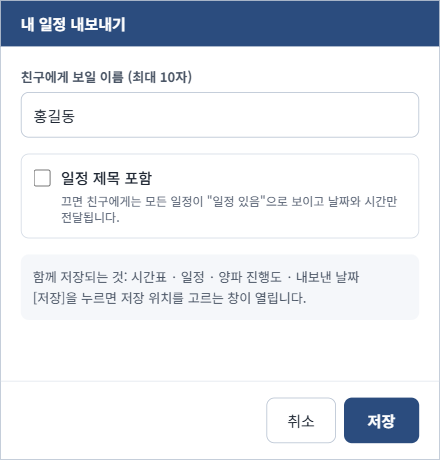 내 일정 내보내기
친구에게 보일 이름 (최대 10자)
홍길동
일정 제목 포함
끄면 친구에게는 모든 일정이 "일정 있음"으로 보이고 날짜와 시간만
전달됩니다.
함께 저장되는 것: 시간표 · 일정 · 양파 진행도 · 내보낸 날짜
[저장]을 누르면 저장 위치를 고르는 창이 열립니다.
취소
저장